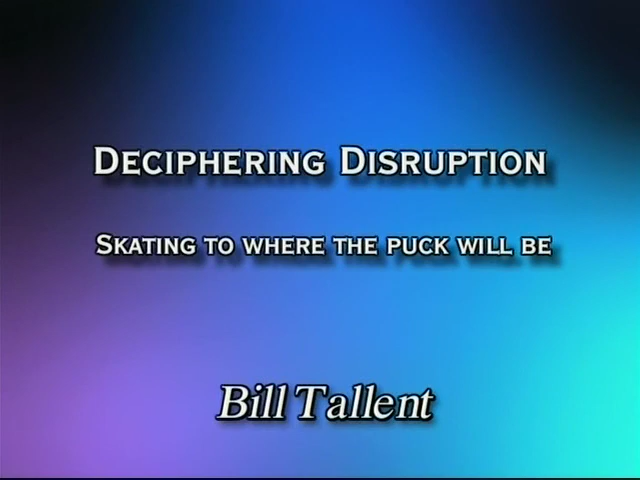 Deciphering Disruption
Skating to where the puck will be
Bill Tallent